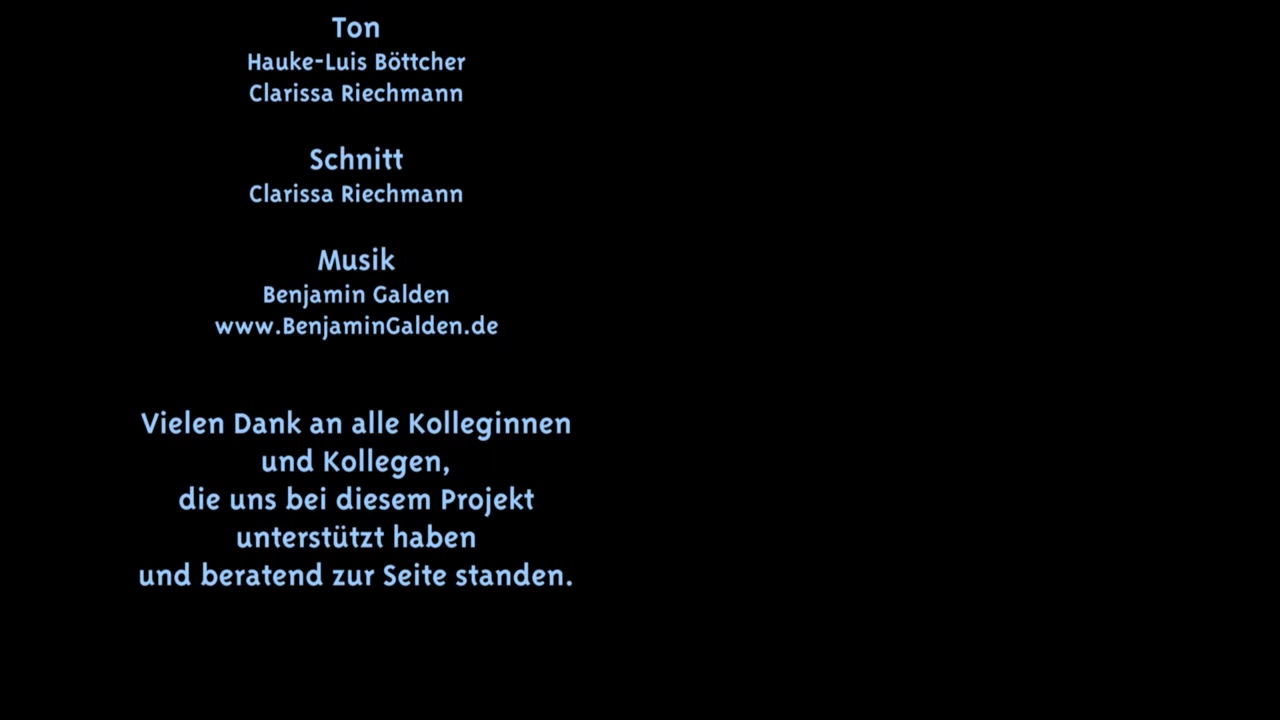 Ton
Hauke-Luis Böttcher
Clarissa Riechmann
Schnitt
Clarissa Riechmann
Musik
Benjamin Galden
www.BenjaminGalden.de
Vielen Dank an alle Kolleginnen
und Kollegen,
die uns bei diesem Projekt
unterstützt haben
und beratend zur Seite standen.